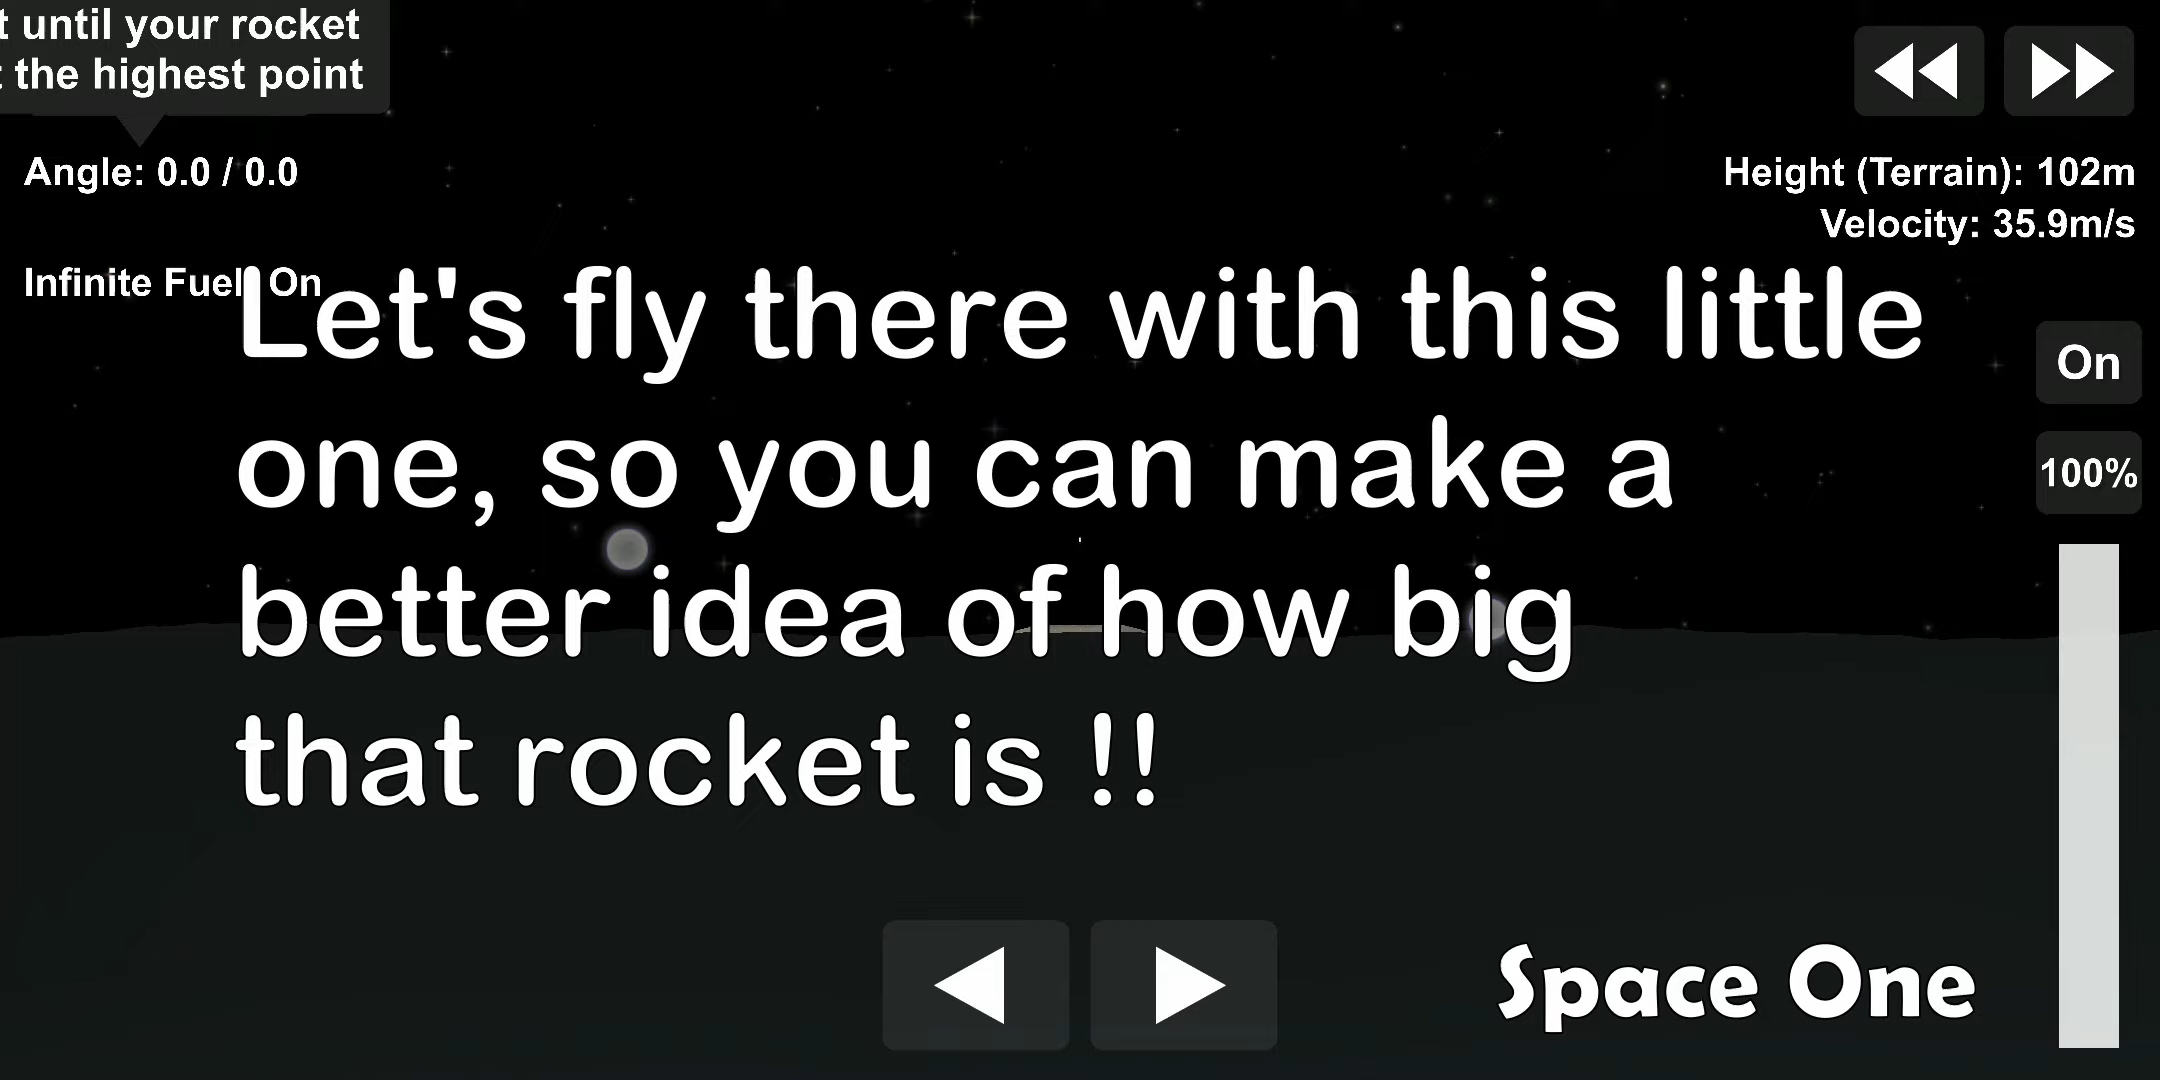 t until your rocket
the highest point
Angle: 0.0 / 0.0
Height (Terrain): 102m
Velocity: 35.9m/s
Infinite Fuel On
Let's fly there with this little
one, so you can make a
better idea of how big
that rocket is !!
On
100%
Space One